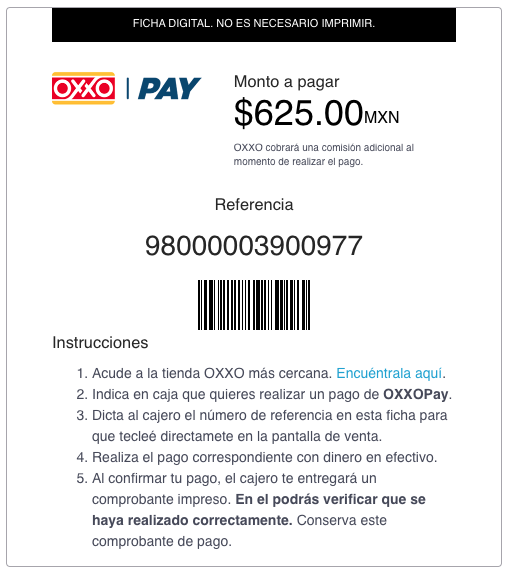 FICHA DIGITAL. NO ES NECESARIO IMPRIMIR.
OXXO | PAY
Monto a pagar
$625.00MXN
OXXO cobrará una comisión adicional al
momento de realizar el pago.
Referencia
98000003900977
Instrucciones
1. Acude a la tienda OXXO más cercana. Encuéntrala aquí.
2. Indica en caja que quieres realizar un pago de OXXOPay.
3. Dicta al cajero el número de referencia en esta ficha para
que tecleé directamete en la pantalla de venta.
4. Realiza el pago correspondiente con dinero en efectivo.
5. Al confirmar tu pago, el cajero te entregará un
comprobante impreso. En el podrás verificar que se
haya realizado correctamente. Conserva este
comprobante de pago.